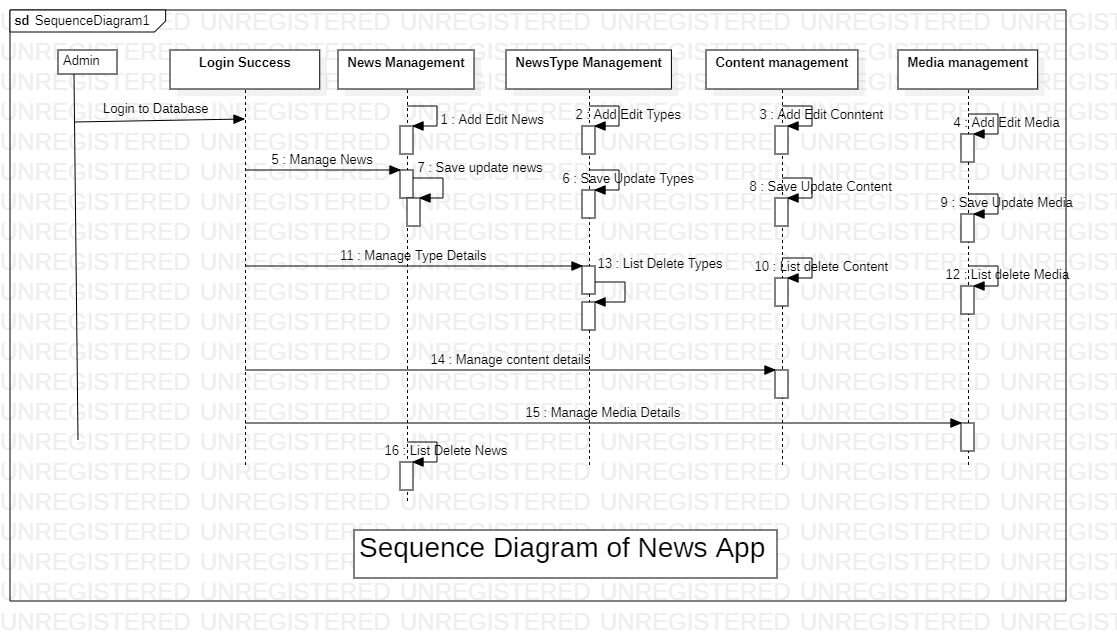 sd SequenceDiagram1
Admin
Login Success
News Management
NewsType Management
Content management
Media management
Login to Database
1 : Add Edit News
2 : Add Edit Types
3 : Add Edit Conntent
4 : Add Edit Media
5 : Manage News
7 : Save update news
6 : Save Update Types
8 : Save Update Content
9 : Save Update Media
11 : Manage Type Details
13 : List Delete Types
10 : List delete Content
12 : List delete Media
14 : Manage content details
15 : Manage Media Details
16 : List Delete News
Sequence Diagram of News App
UNREGISTERED